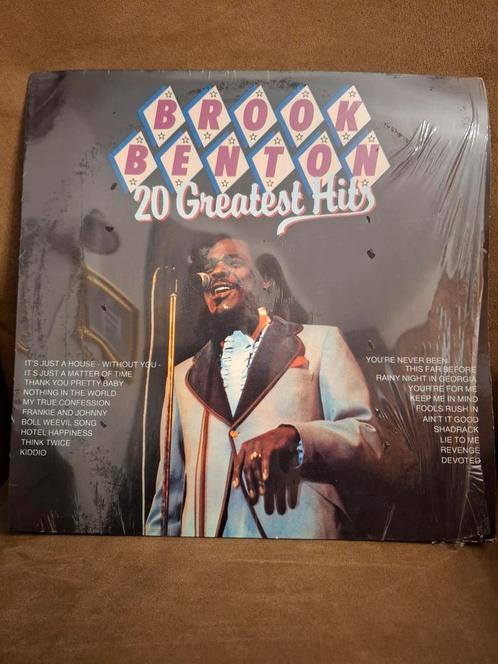 BROOK
BENTON
20 Greatest Hits
IT'S JUST A HOUSE - WITHOUT YOU -
IT'S JUST A MATTER OF TIME
THANK YOU PRETTY BABY
NOTHING IN THE WORLD
MY TRUE CONFESSION
FRANKIE AND JOHNNY
BOLL WEEVIL SONG
HOTEL HAPPINESS
THINK TWICE
KIDDIO
YOU'RE NEVER BEEN
THIS FAR BEFORE
RAINY NIGHT IN GEORGIA
YOUR'RE FOR ME
KEEP ME IN MIND
FOOLS RUSH IN
AIN'T IT GOOD
SHADRACK
LIE TO ME
REVENGE
DEVOTED